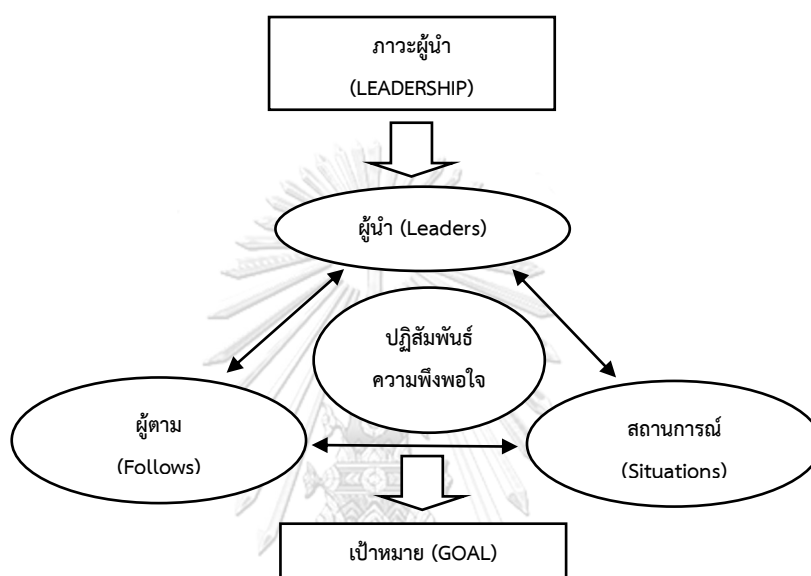 ภาวะผู้นำ
(LEADERSHIP)
ผู้นำ (Leaders)
ปฏิสัมพันธ์
ความพึงพอใจ
ผู้ตาม
(Follows)
สถานการณ์
(Situations)
เป้าหมาย (GOAL)